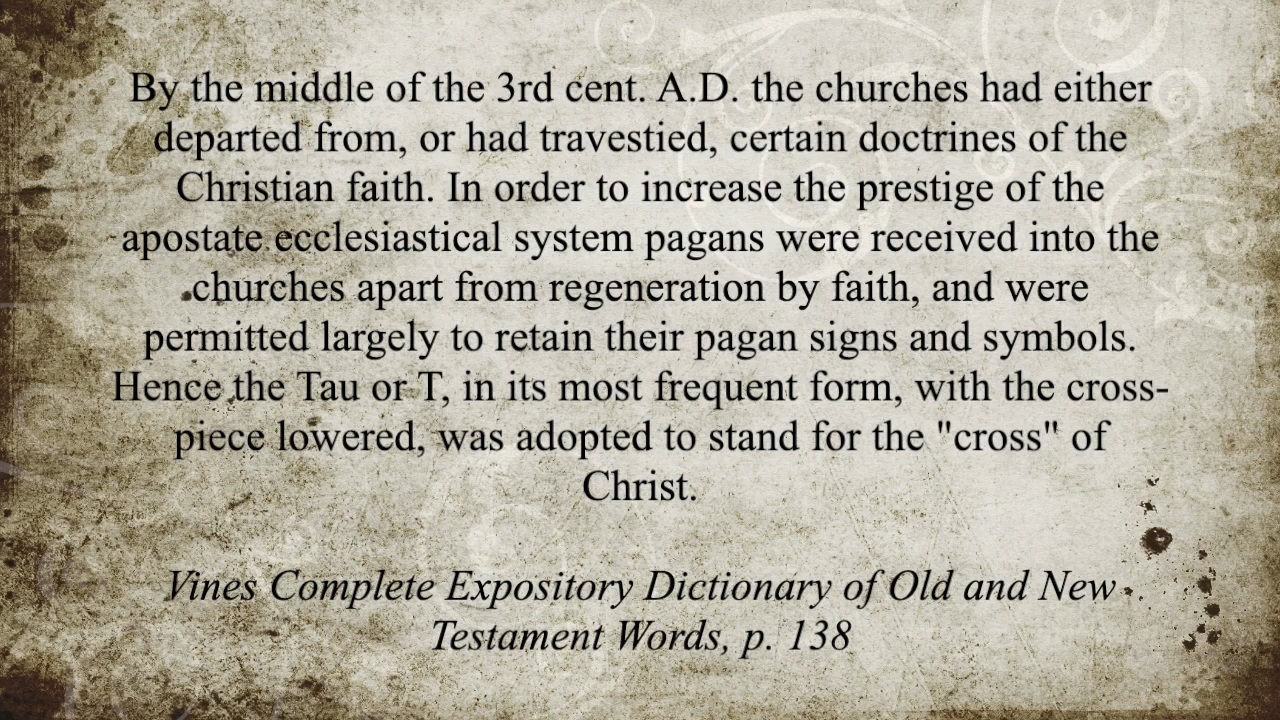 By the middle of the 3rd cent. A.D. the churches had either
departed from, or had travestied, certain doctrines of the
Christian faith. In order to increase the prestige of the
apostate ecclesiastical system pagans were received into the
churches apart from regeneration by faith, and were
permitted largely to retain their pagan signs and symbols.
Hence the Tau or T, in its most frequent form, with the cross-
piece lowered, was adopted to stand for the "cross" of
Christ.
Vines Complete Expository Dictionary of Old and New
Testament Words, p. 138